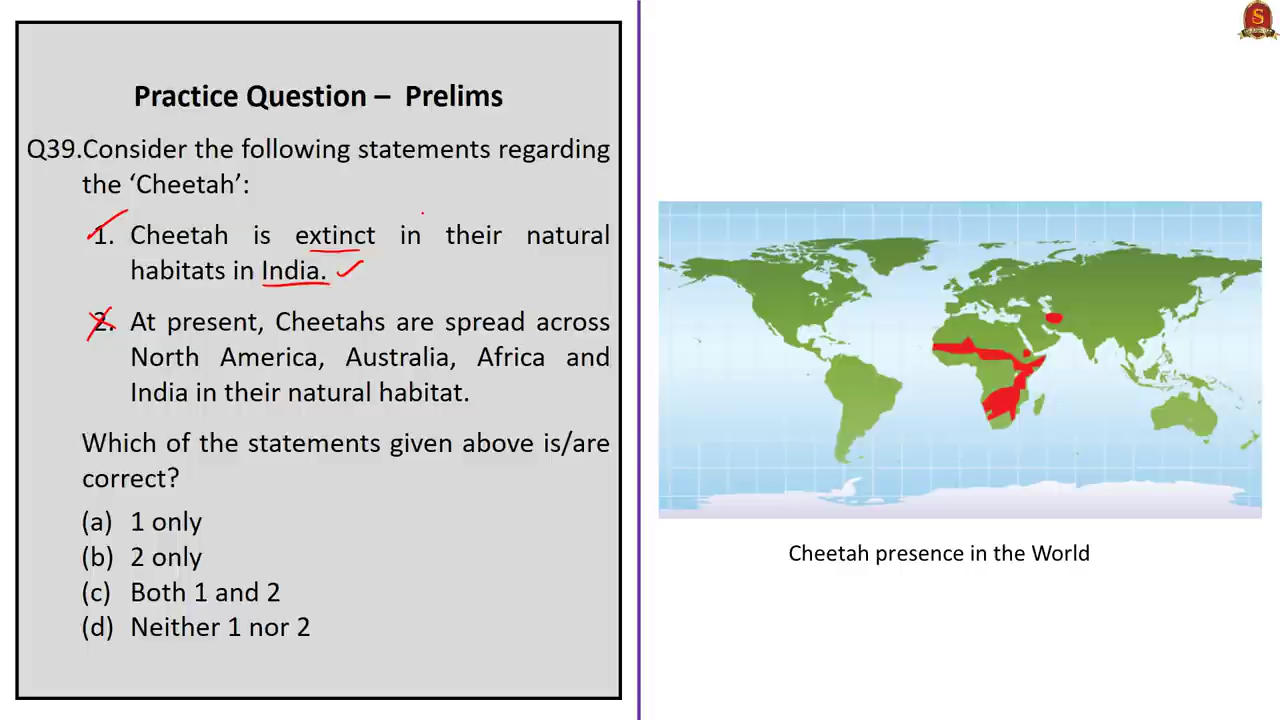 Practice Question – Prelims
Q39.Consider the following statements regarding
the ‘Cheetah’:
1. Cheetah is extinct in their natural
habitats in India.
2. At present, Cheetahs are spread across
North America, Australia, Africa and
India in their natural habitat.
Which of the statements given above is/are
correct?
(a) 1 only
(b) 2 only
(c) Both 1 and 2
(d) Neither 1 nor 2
S
Cheetah presence in the World